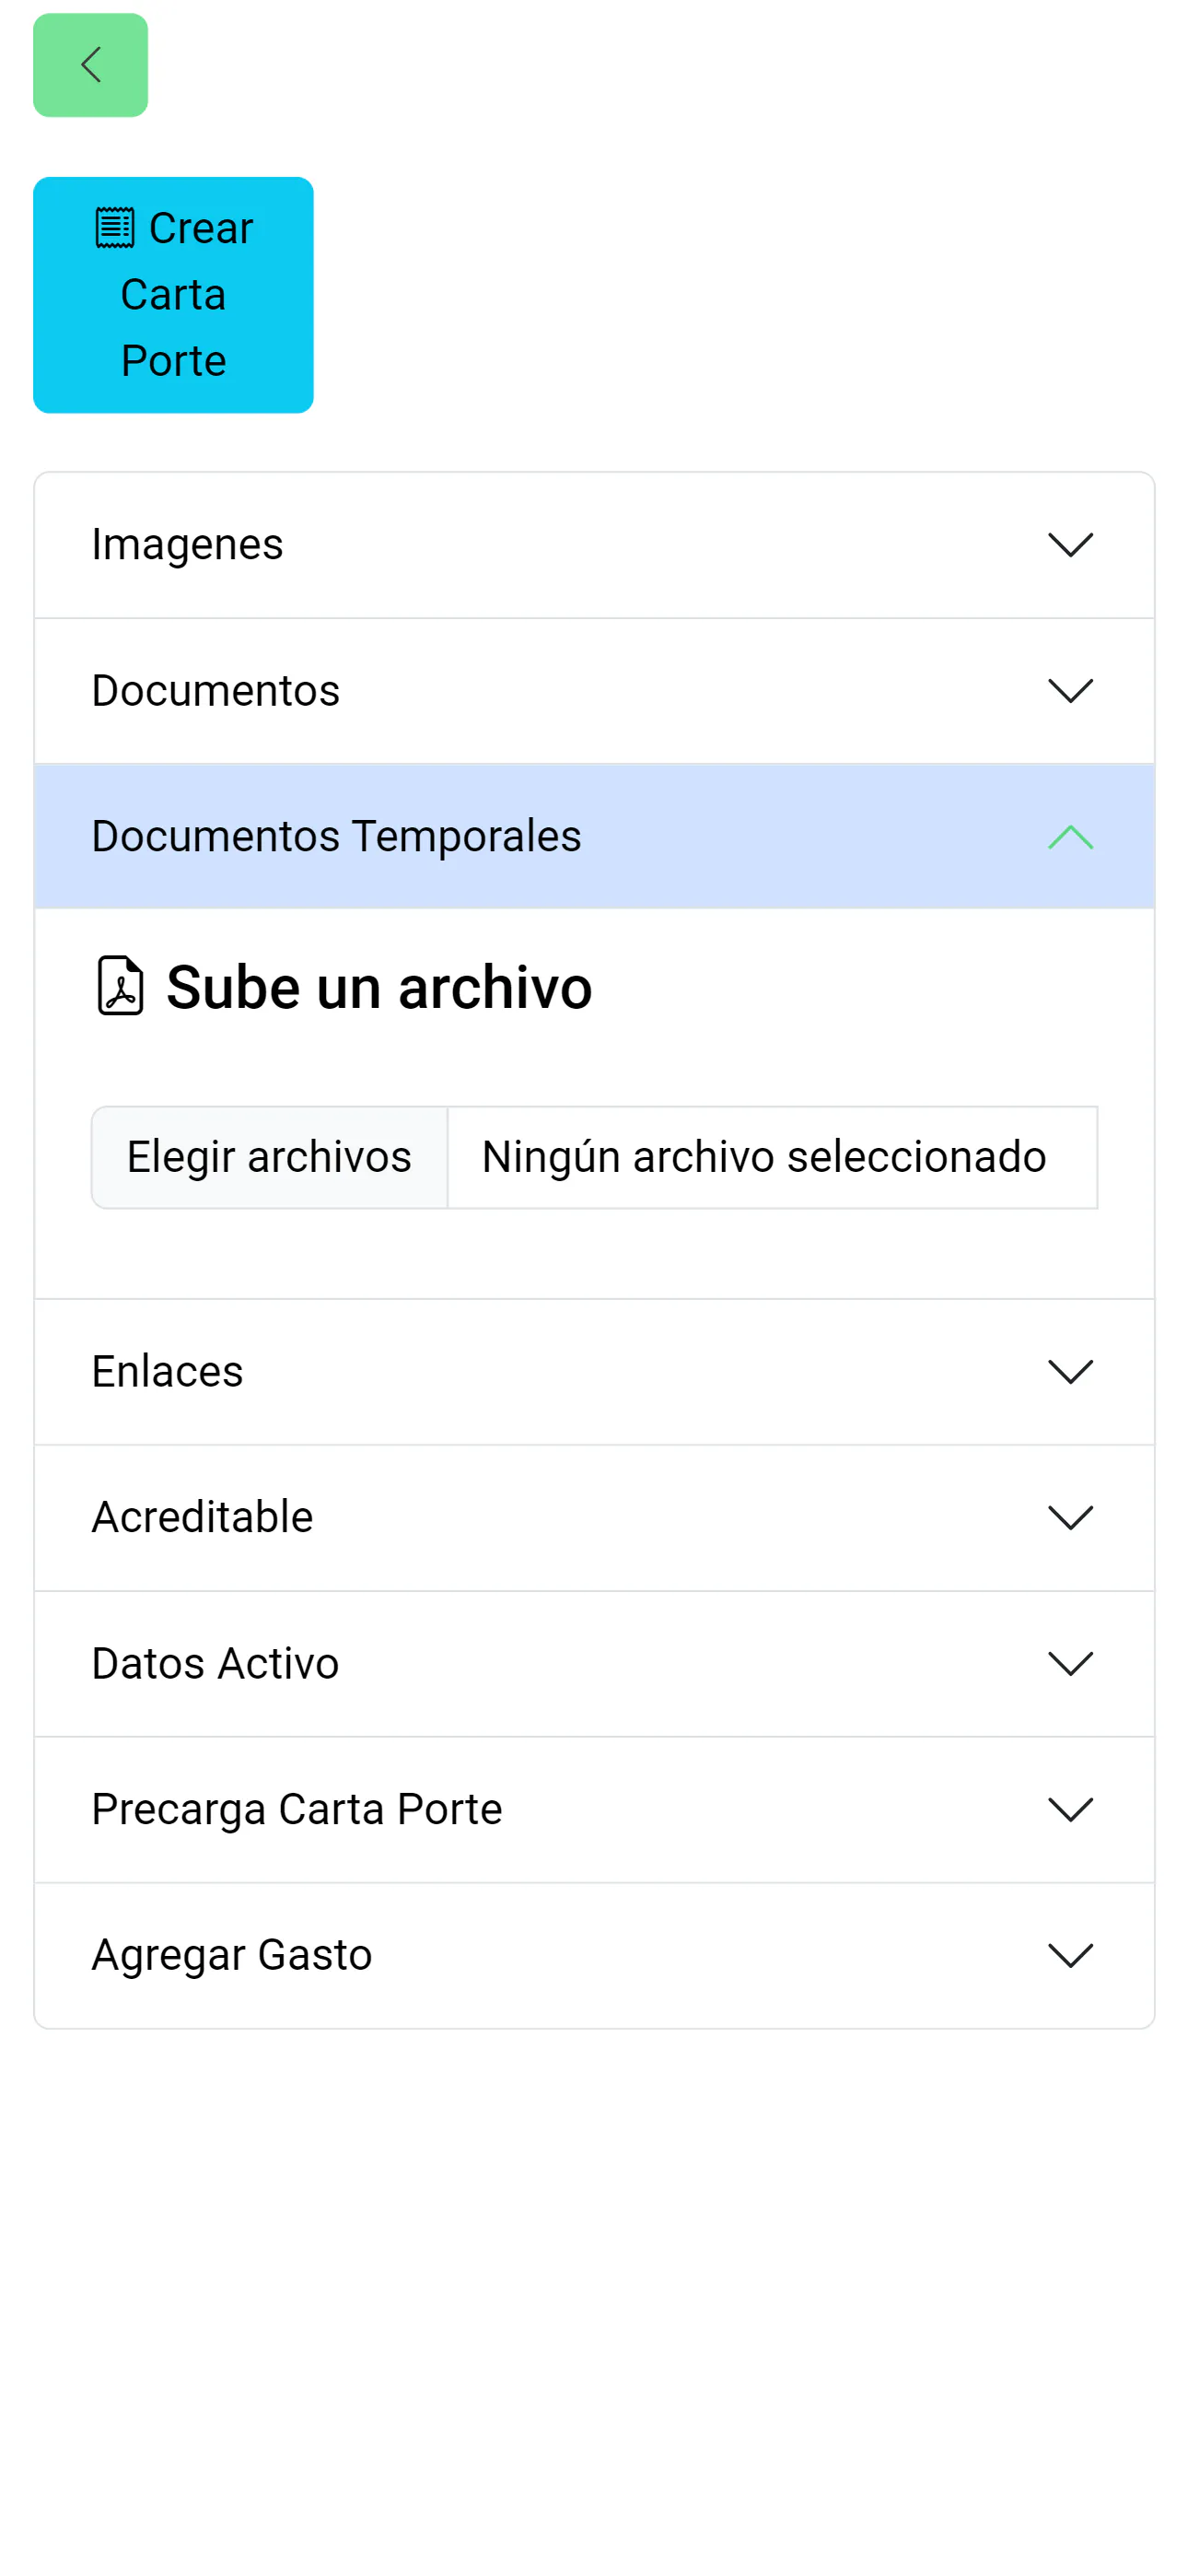 Crear
Carta
Porte
Imagenes
Documentos
Documentos Temporales
Sube un archivo
Elegir archivos Ningún archivo seleccionado
Enlaces
Acreditable
Datos Activo
Precarga Carta Porte
Agregar Gasto